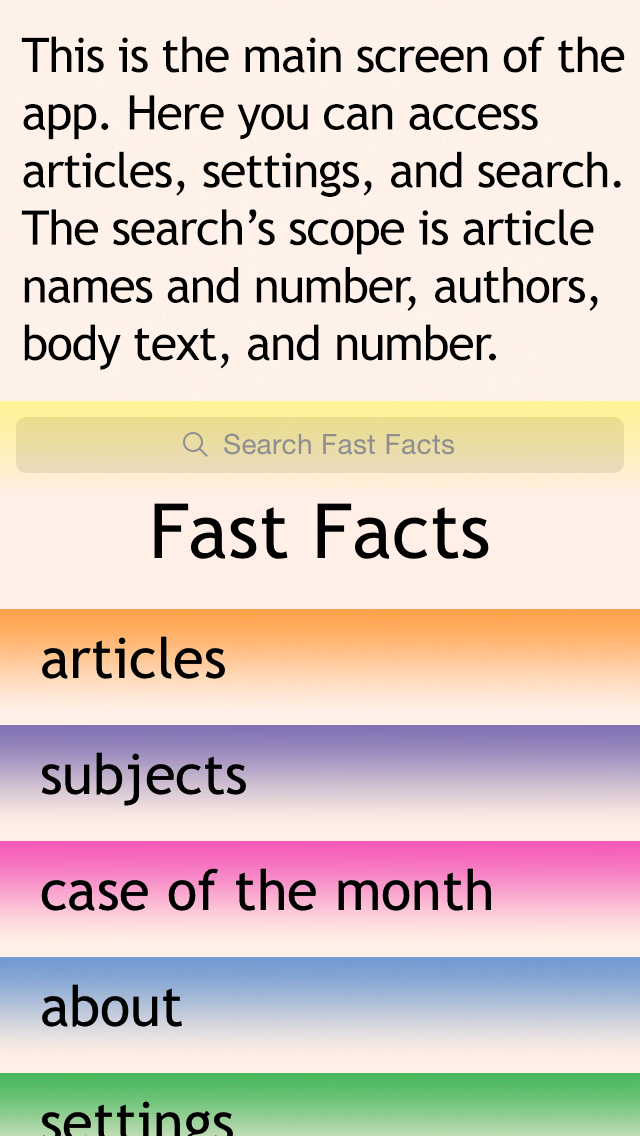 This is the main screen of the
app. Here you can access
articles, settings, and search.
The search’s scope is article
names and number, authors,
body text, and number.
Search Fast Facts
Fast Facts
articles
subjects
case of the month
about
settings